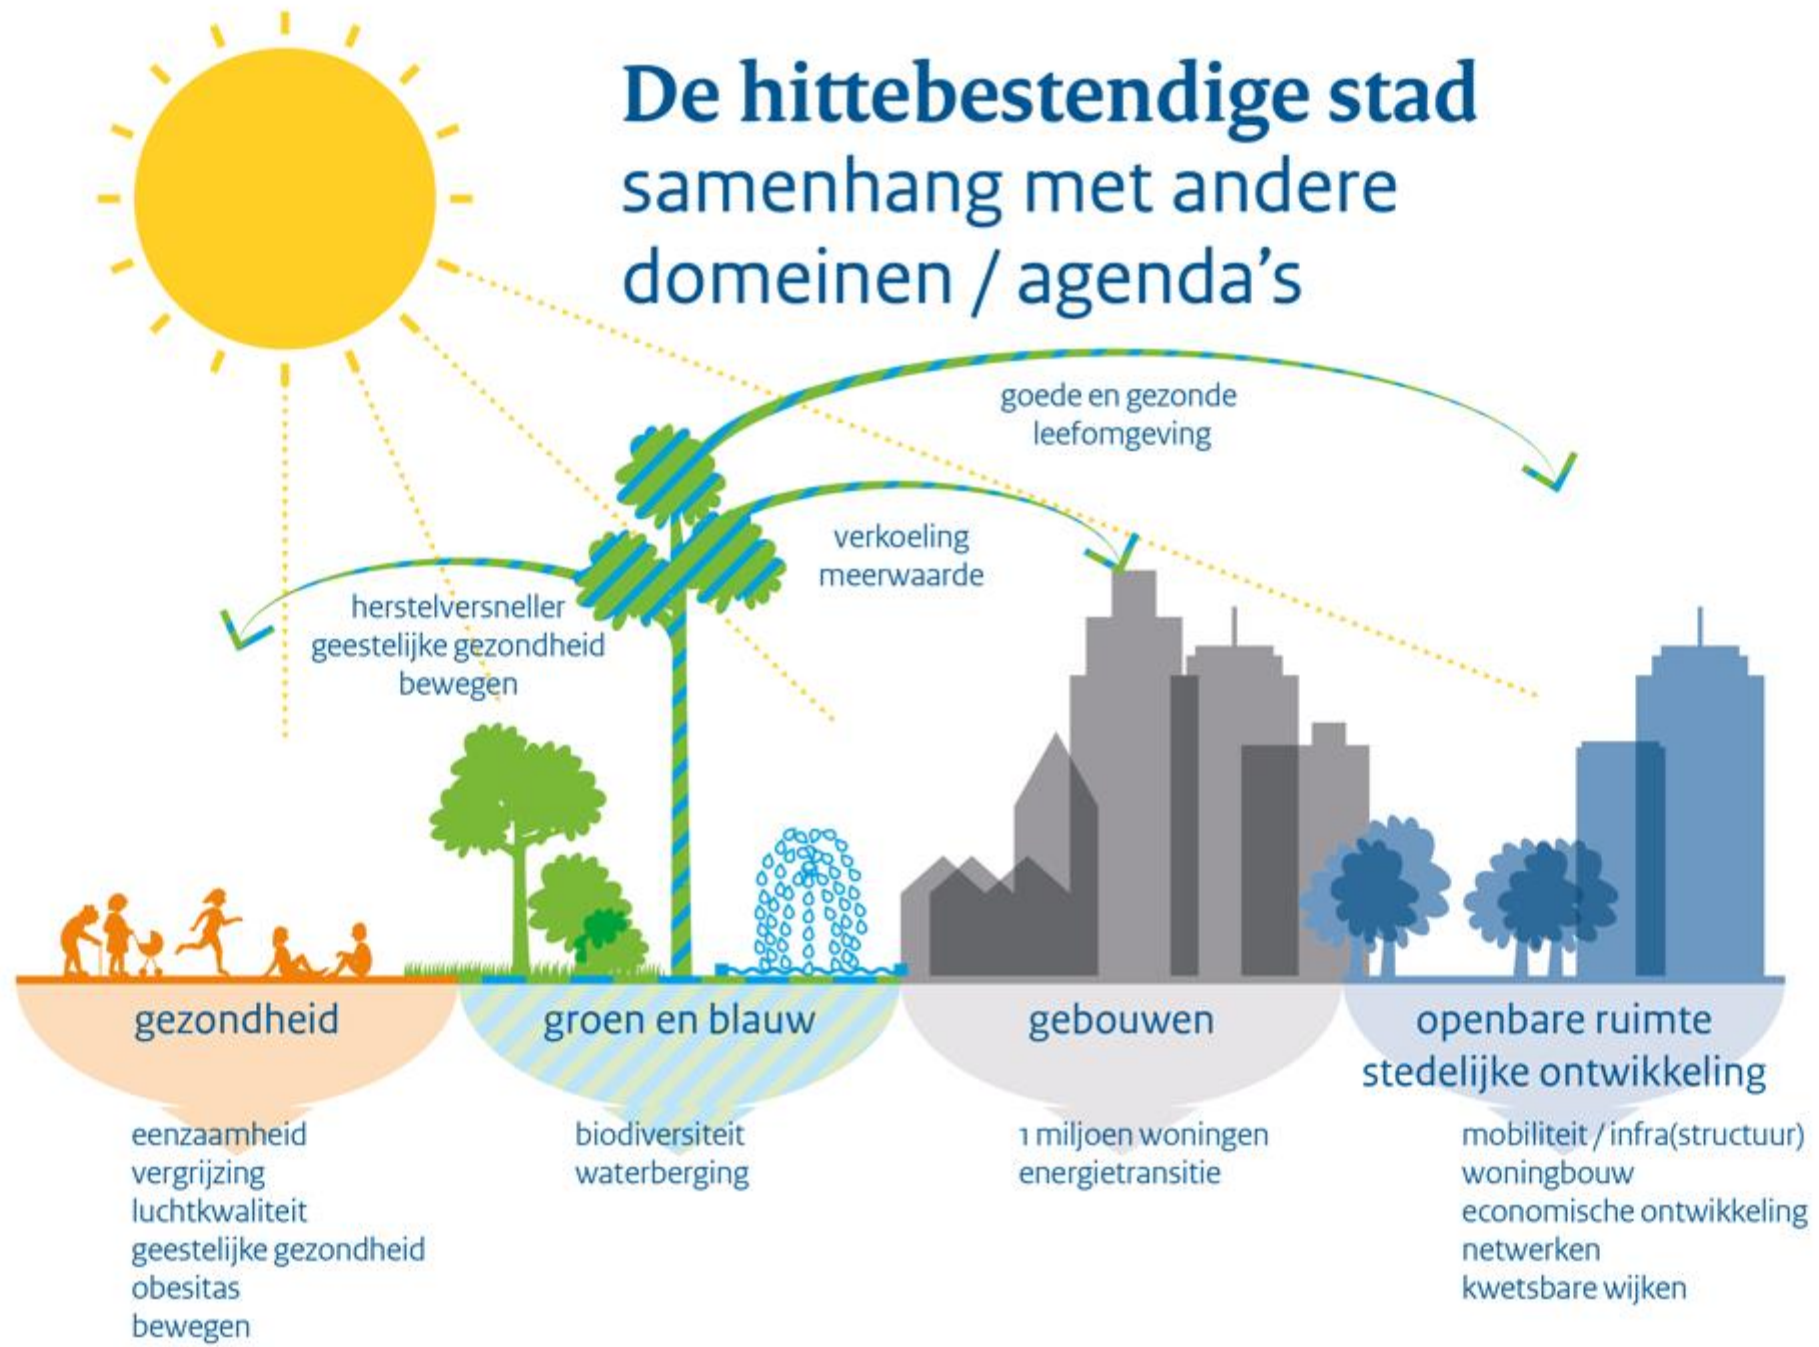 De hittebestendige stad
samenhang met andere
domeinen / agenda's
goede en gezonde
leefomgeving
verkoeling
meerwaarde
herstelversneller
geestelijke gezondheid
bewegen
gezondheid
eenzaamheid
vergrijzing
luchtkwaliteit
geestelijke gezondheid
obesitas
bewegen
groen en blauw
biodiversiteit
waterberging
gebouwen
1 miljoen woningen
energietransitie
openbare ruimte
stedelijke ontwikkeling
mobiliteit / infra(structuur)
woningbouw
economische ontwikkeling
netwerken
kwetsbare wijken